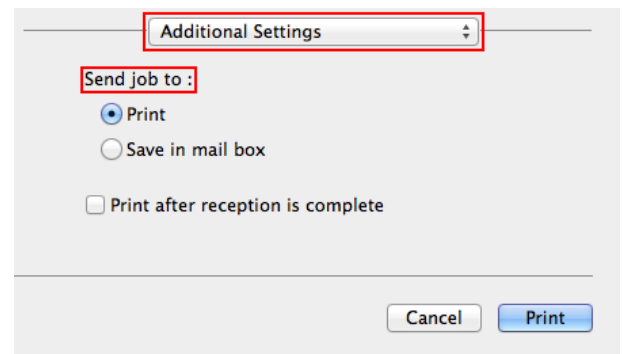 Additional Settings
Send job to :
Print
Save in mail box
Print after reception is complete
Cancel Print